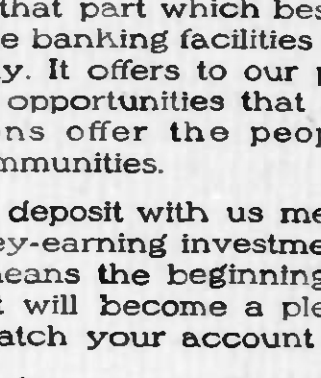 that part which bes
e banking facilities
y. It offers to our p
opportunities that
ns offer the peop
mmunities.
deposit with us me
ey-earning investme
means the beginning
t will become a ple
atch your account